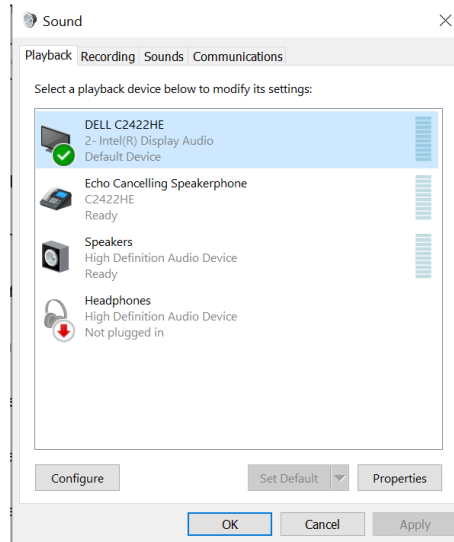 Sound
Playback Recording Sounds Communications
Select a playback device below to modify its settings:
DELL C2422HE
2- Intel(R) Display Audio
Default Device
Echo Cancelling Speakerphone
C2422HE
Ready
Speakers
High Definition Audio Device
Ready
Headphones
High Definition Audio Device
Not plugged in
Configure Set Default Properties
OK Cancel Apply